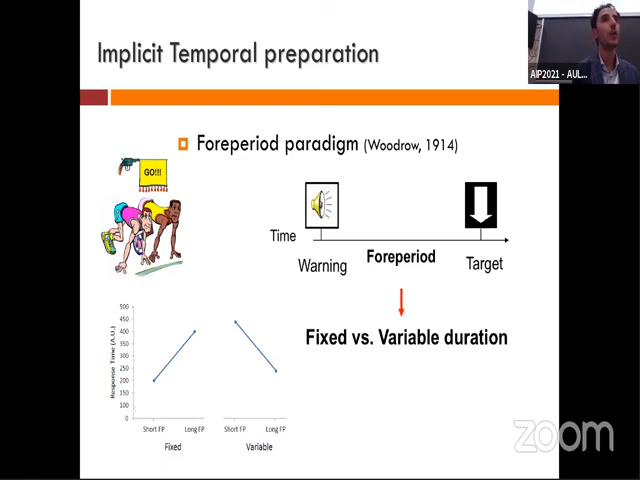 Implicit Temporal preparation
AIP2021 - AUL...
Foreperiod paradigm (Woodrow, 1914)
GO!!!
Time
Warning
Foreperiod
Target
Fixed vs. Variable duration
Response Time (A.U.)
500
450
400
350
300
250
200
150
100
0
Short FP Long FP Short FP Long FP
Fixed Variable
zoom